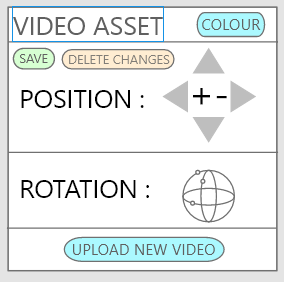 VIDEO ASSET COLOUR
SAVE DELETE CHANGES
POSITION : + -
ROTATION :
UPLOAD NEW VIDEO